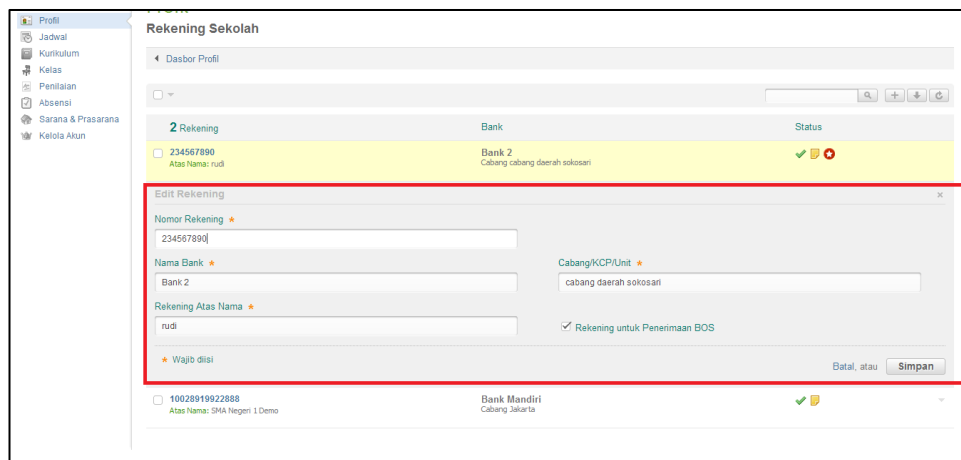 Profil
Jadwal
Kurikulum
Kelas
Penilaian
Absensi
Sarana & Prasarana
Kelola Akun
Rekening Sekolah
Dasbor Profil
2 Rekening Bank Status
234567890 Bank 2
Atas Nama: rudi Cabang cabang daerah sokosari
Edit Rekening ×
Nomor Rekening *
234567890
Nama Bank * Cabang/KCP/Unit *
Bank 2 cabang daerah sokosari
Rekening Atas Nama *
rudi Rekening untuk Penerimaan BOS
* Wajib diisi
Batal, atau Simpan
10028919922888 Bank Mandiri
Atas Nama: SMA Negeri 1 Demo Cabang Jakarta